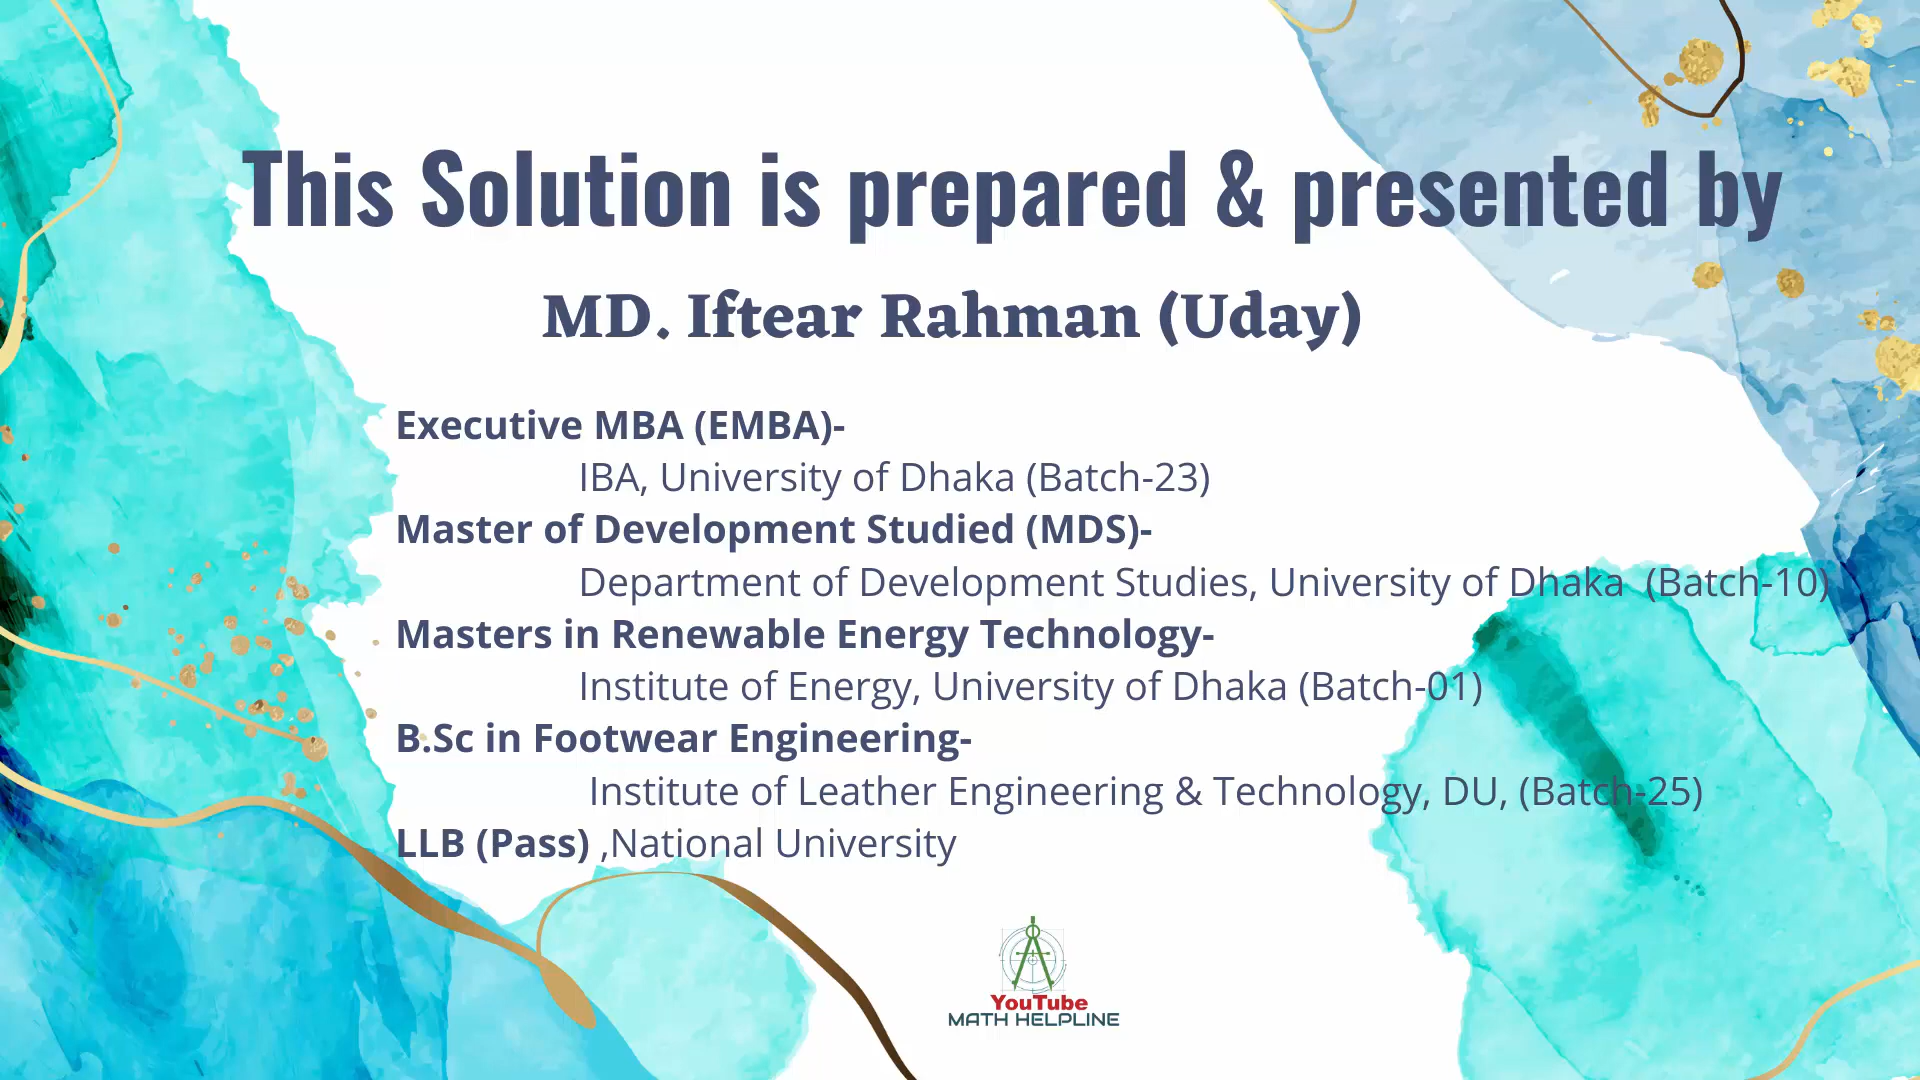 This Solution is prepared & presented by
MD. Iftear Rahman (Uday)
Executive MBA (EMBA)-
IBA, University of Dhaka (Batch-23)
Master of Development Studied (MDS)-
Department of Development Studies, University of Dhaka (Batch-10)
Masters in Renewable Energy Technology-
Institute of Energy, University of Dhaka (Batch-01)
B.Sc in Footwear Engineering-
Institute of Leather Engineering & Technology, DU, (Batch-25)
LLB (Pass) ,National University
YouTube
MATH HELPLINE